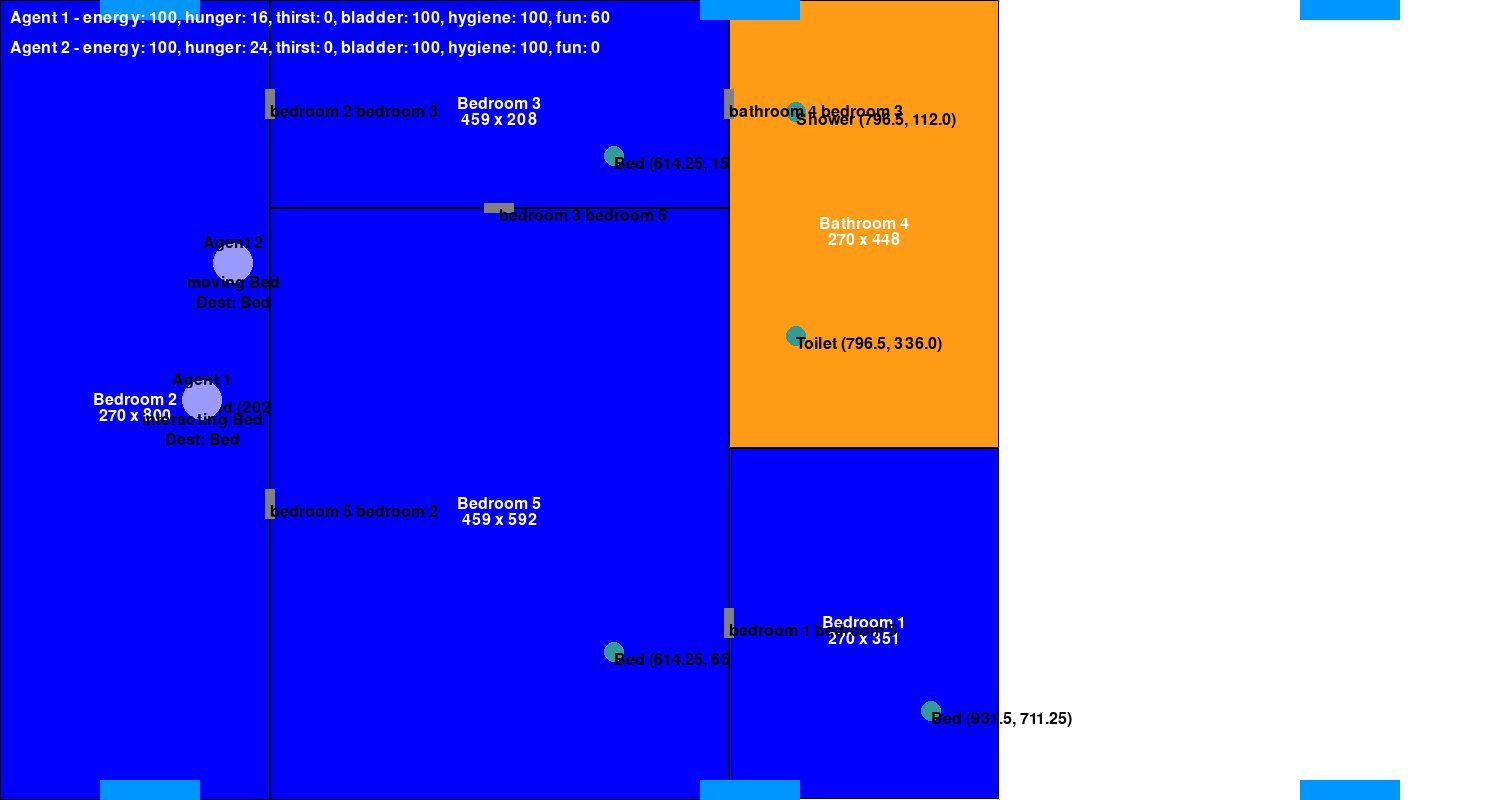 Agent 1 - energy: 100, hunger: 16, thirst: 0, bladder: 100, hygiene: 100, fun: 60
Agent 2 - energy: 100, hunger: 24, thirst: 0, bladder: 100, hygiene: 100, fun: 0
Bedroom 3
459 x 208
bedroom 2 bedroom 3
bathroom 4 bedroom 3
Shower (796.5, 112.0)
Bed (614.25, 15
bedroom 3 bedroom 5
Bathroom 4
270 x 448
Agent 2
moving Bed
Dest: Bed
Toilet (796.5, 336.0)
Agent 1
Bedroom 2
270 x 800
d (202
interacting Bed
Dest: Bed
Bedroom 5
459 x 592
bedroom 5 bedroom 2
Bedroom 1
270 x 351
bedroom 1 bedroom 5
Bed (614.25, 65
Bed (931.5, 711.25)